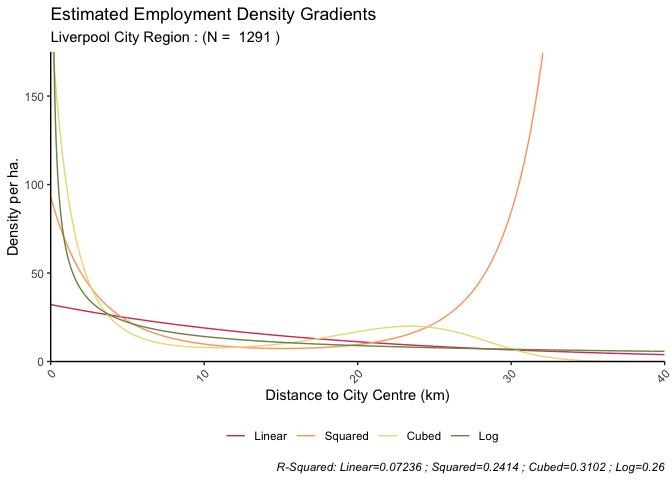 Estimated Employment Density Gradients
Liverpool City Region : (N =  1291 )
Density per ha.
150
100
50
0
0
10
20
30
40
Distance to City Centre (km)
Linear Squared Cubed Log
R-Squared: Linear=0.07236 ; Squared=0.2414 ; Cubed=0.3102 ; Log=0.26